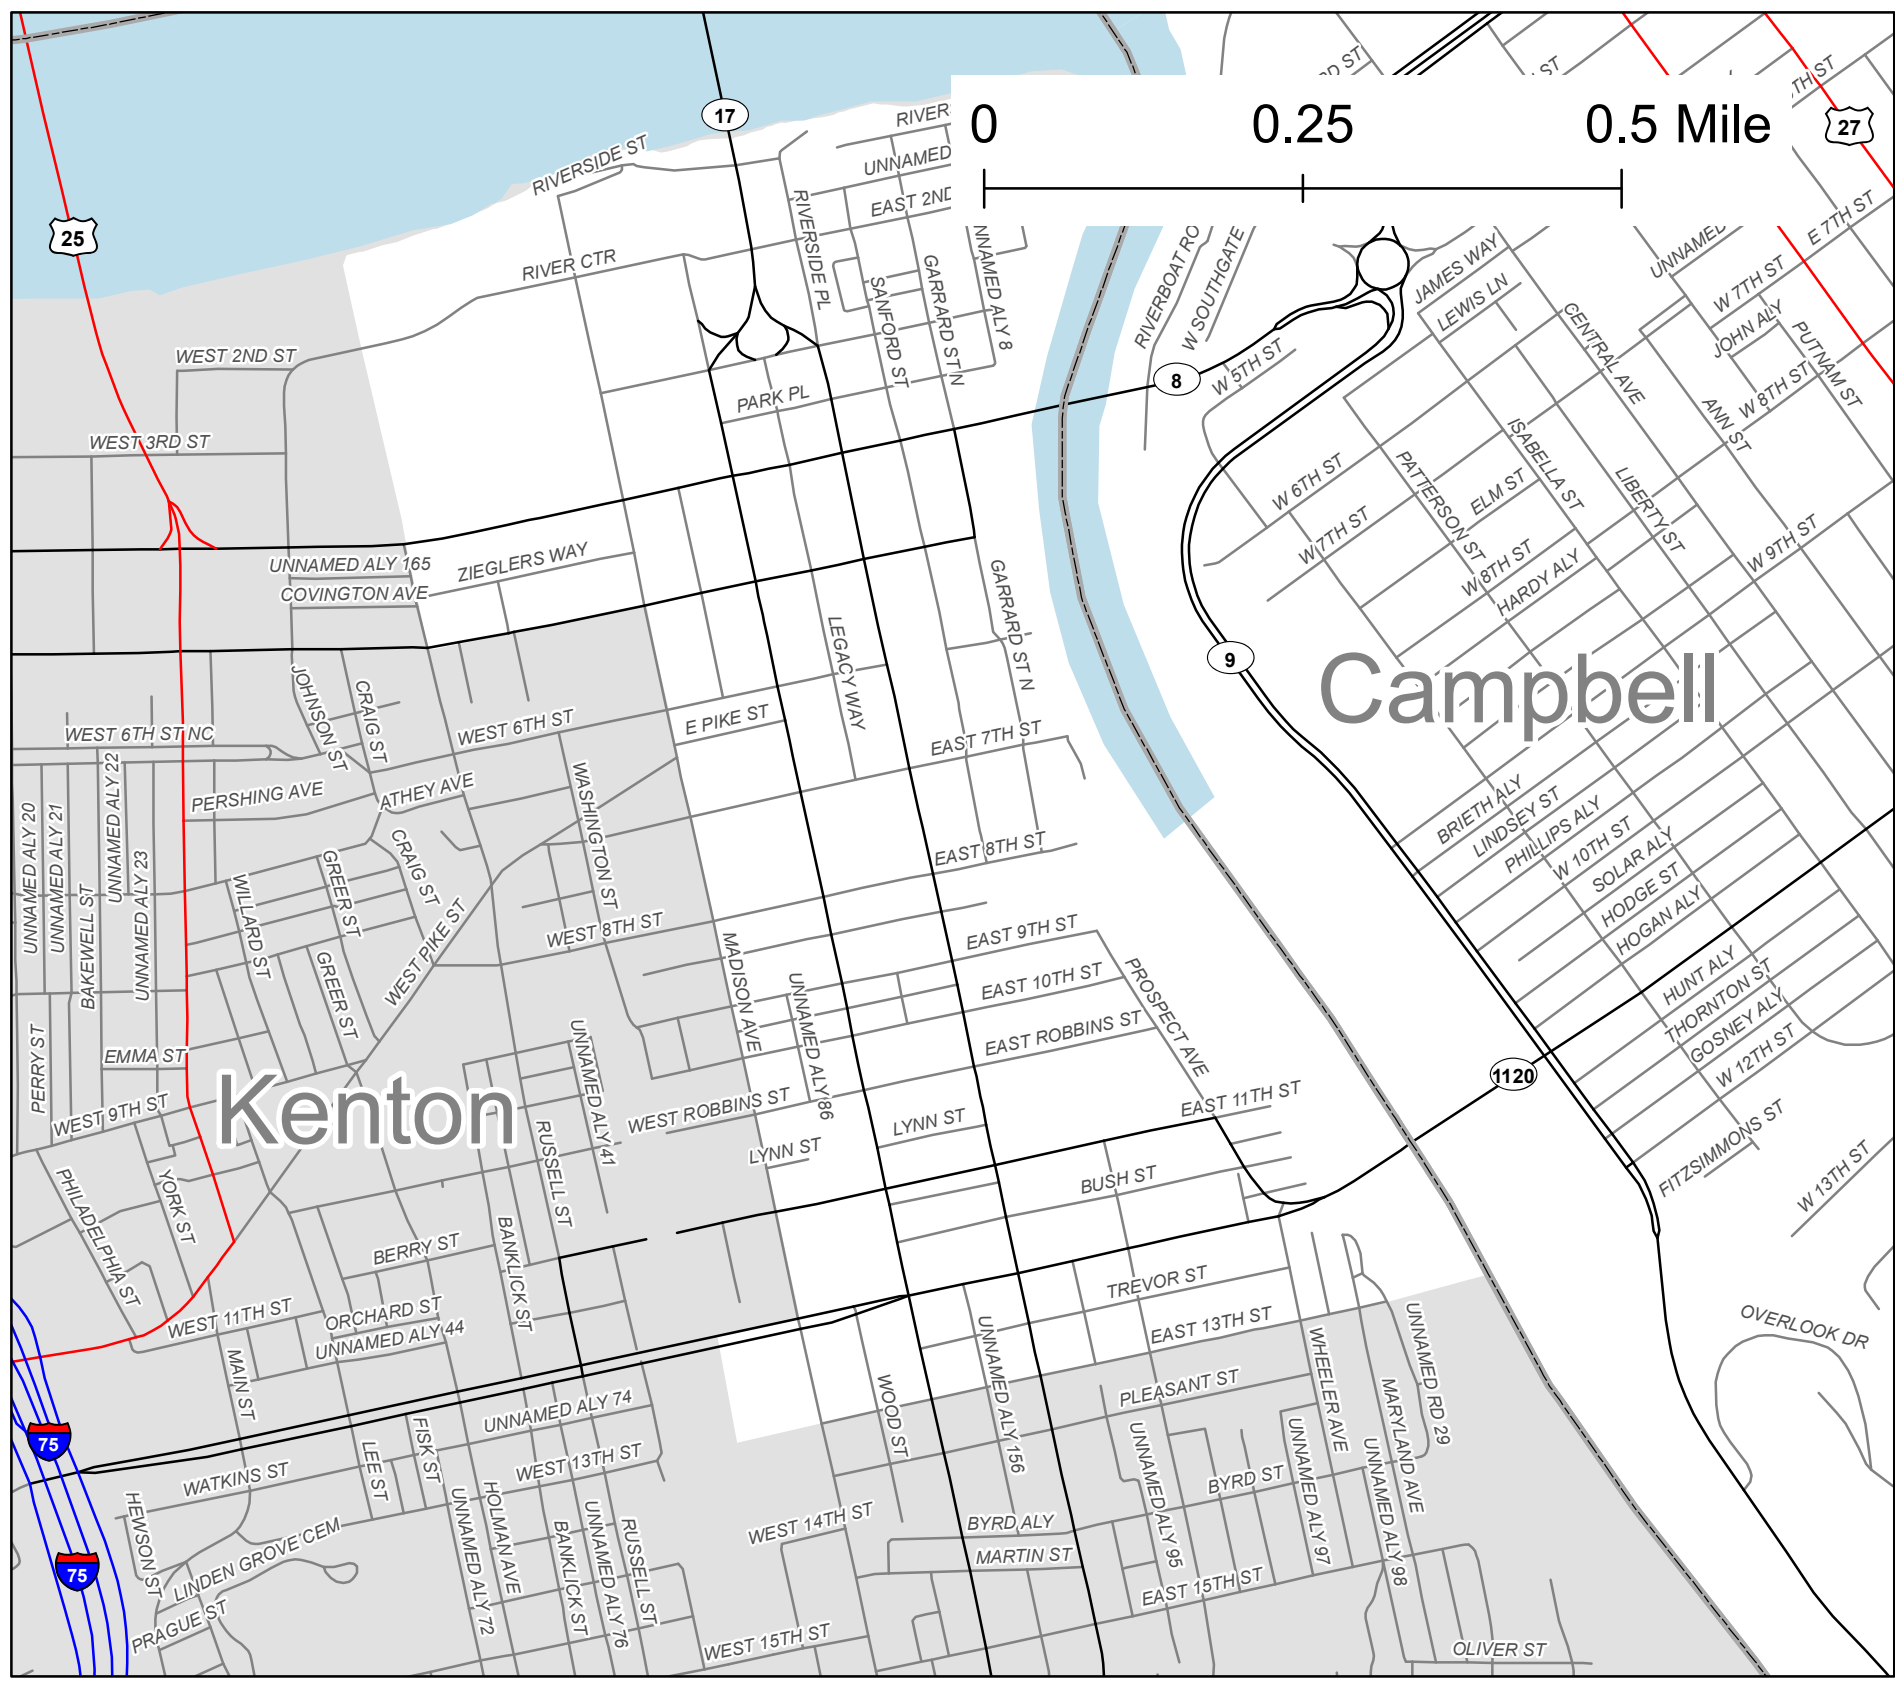 0 0.25 0.5 Mile
17
27
25
8
9
1120
75
75
Kenton
Campbell
RIVERSIDE ST
UNNAMED
EAST 2ND
RIVER CTR
RIVERSIDE PL
SANFORD ST
GARRARD ST N
NNAMED ALY 8
PARK PL
WEST 2ND ST
WEST 3RD ST
UNNAMED ALY 165
COVINGTON AVE
ZIEGLERS WAY
GARRARD ST N
LEGACY WAY
JOHNSON ST
CRAIG ST
WEST 6TH ST NC
WEST 6TH ST
E PIKE ST
EAST 7TH ST
PERSHING AVE
ATHEY AVE
WASHINGTON ST
UNNAMED ALY 20
UNNAMED ALY 21
UNNAMED ALY 22
UNNAMED ALY 23
BAKEWELL ST
CRAIG ST
GREER ST
WILLARD ST
GREER ST
WEST PIKE ST
WEST 8TH ST
EAST 8TH ST
MADISON AVE
UNNAMED ALY 86
EAST 9TH ST
EAST 10TH ST
EAST ROBBINS ST
PROSPECT AVE
PERRY ST
EMMA ST
WEST 9TH ST
UNNAMED ALY 41
RUSSELL ST
WEST ROBBINS ST
LYNN ST
LYNN ST
EAST 11TH ST
BUSH ST
PHILADELPHIA ST
YORK ST
BERRY ST
BANKLICK ST
ORCHARD ST
UNNAMED ALY 44
WEST 11TH ST
MAIN ST
TREVOR ST
EAST 13TH ST
WOOD ST
UNNAMED ALY 156
PLEASANT ST
WHEELER AVE
MARYLAND AVE
UNNAMED RD 29
UNNAMED ALY 74
FISK ST
LEE ST
WATKINS ST
WEST 13TH ST
HOLMAN AVE
UNNAMED ALY 72
BANKLICK ST
UNNAMED ALY 76
RUSSELL ST
HEWSON ST
LINDEN GROVE CEM
PRAGUE ST
WEST 14TH ST
WEST 15TH ST
BYRD ALY
MARTIN ST
UNNAMED ALY 95
BYRD ST
UNNAMED ALY 97
UNNAMED ALY 98
EAST 15TH ST
OLIVER ST
RIVERBOAT RO
W SOUTHGATE
W 5TH ST
JAMES WAY
LEWIS LN
CENTRAL AVE
UNNAMED
E 7TH ST
W 7TH ST
JOHN ALY
PUTNAM ST
W 8TH ST
ANN ST
ISABELLA ST
LIBERTY ST
W 6TH ST
PATTERSON ST
ELM ST
W 7TH ST
W 8TH ST
HARDY ALY
W 9TH ST
BRIETH ALY
LINDSEY ST
PHILLIPS ALY
W 10TH ST
SOLAR ALY
HODGE ST
HOGAN ALY
HUNT ALY
THORNTON ST
GOSNEY ALY
W 12TH ST
FITZSIMMONS ST
W 13TH ST
OVERLOOK DR